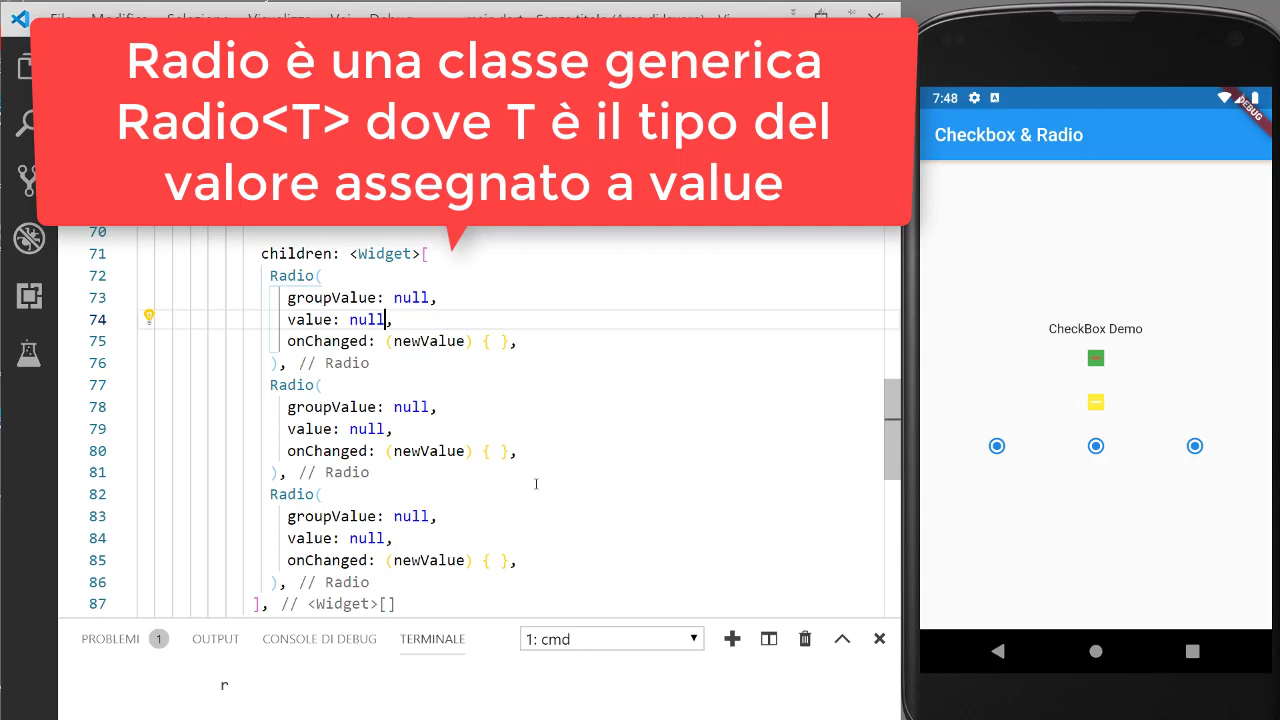 Radio è una classe generica
Radio<T> dove T è il tipo del
valore assegnato a value
7:48
DEBUG
Checkbox & Radio
70
71 children: <Widget>[
72 Radio(
73 groupValue: null,
74 value: null,
75 onChanged: (newValue) { },
76 ), // Radio
77 Radio(
78 groupValue: null,
79 value: null,
80 onChanged: (newValue) { },
81 ), // Radio
82 Radio(
83 groupValue: null,
84 value: null,
85 onChanged: (newValue) { },
86 ), // Radio
87 ], // <Widget>[]
CheckBox Demo
PROBLEMI 1 OUTPUT CONSOLE DI DEBUG TERMINALE 1: cmd
r